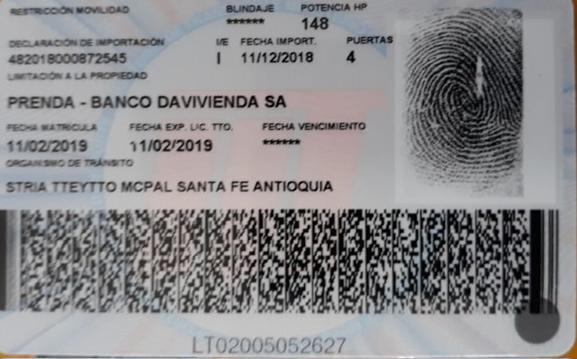 RESTRICCIÓN MOVILIDAD BLINDAJE POTENCIA HP
****** 148
DECLARACIÓN DE IMPORTACIÓN I/E FECHA IMPORT. PUERTAS
482018000872545 I 11/12/2018 4
LIMITACIÓN A LA PROPIEDAD
PRENDA - BANCO DAVIVIENDA SA
FECHA MATRÍCULA FECHA EXP. LIC. TTO. FECHA VENCIMIENTO
11/02/2019 11/02/2019 ******
ORGANISMO DE TRÁNSITO
STRIA TTEYTTO MCPAL SANTA FE ANTIOQUIA
LT02005052627